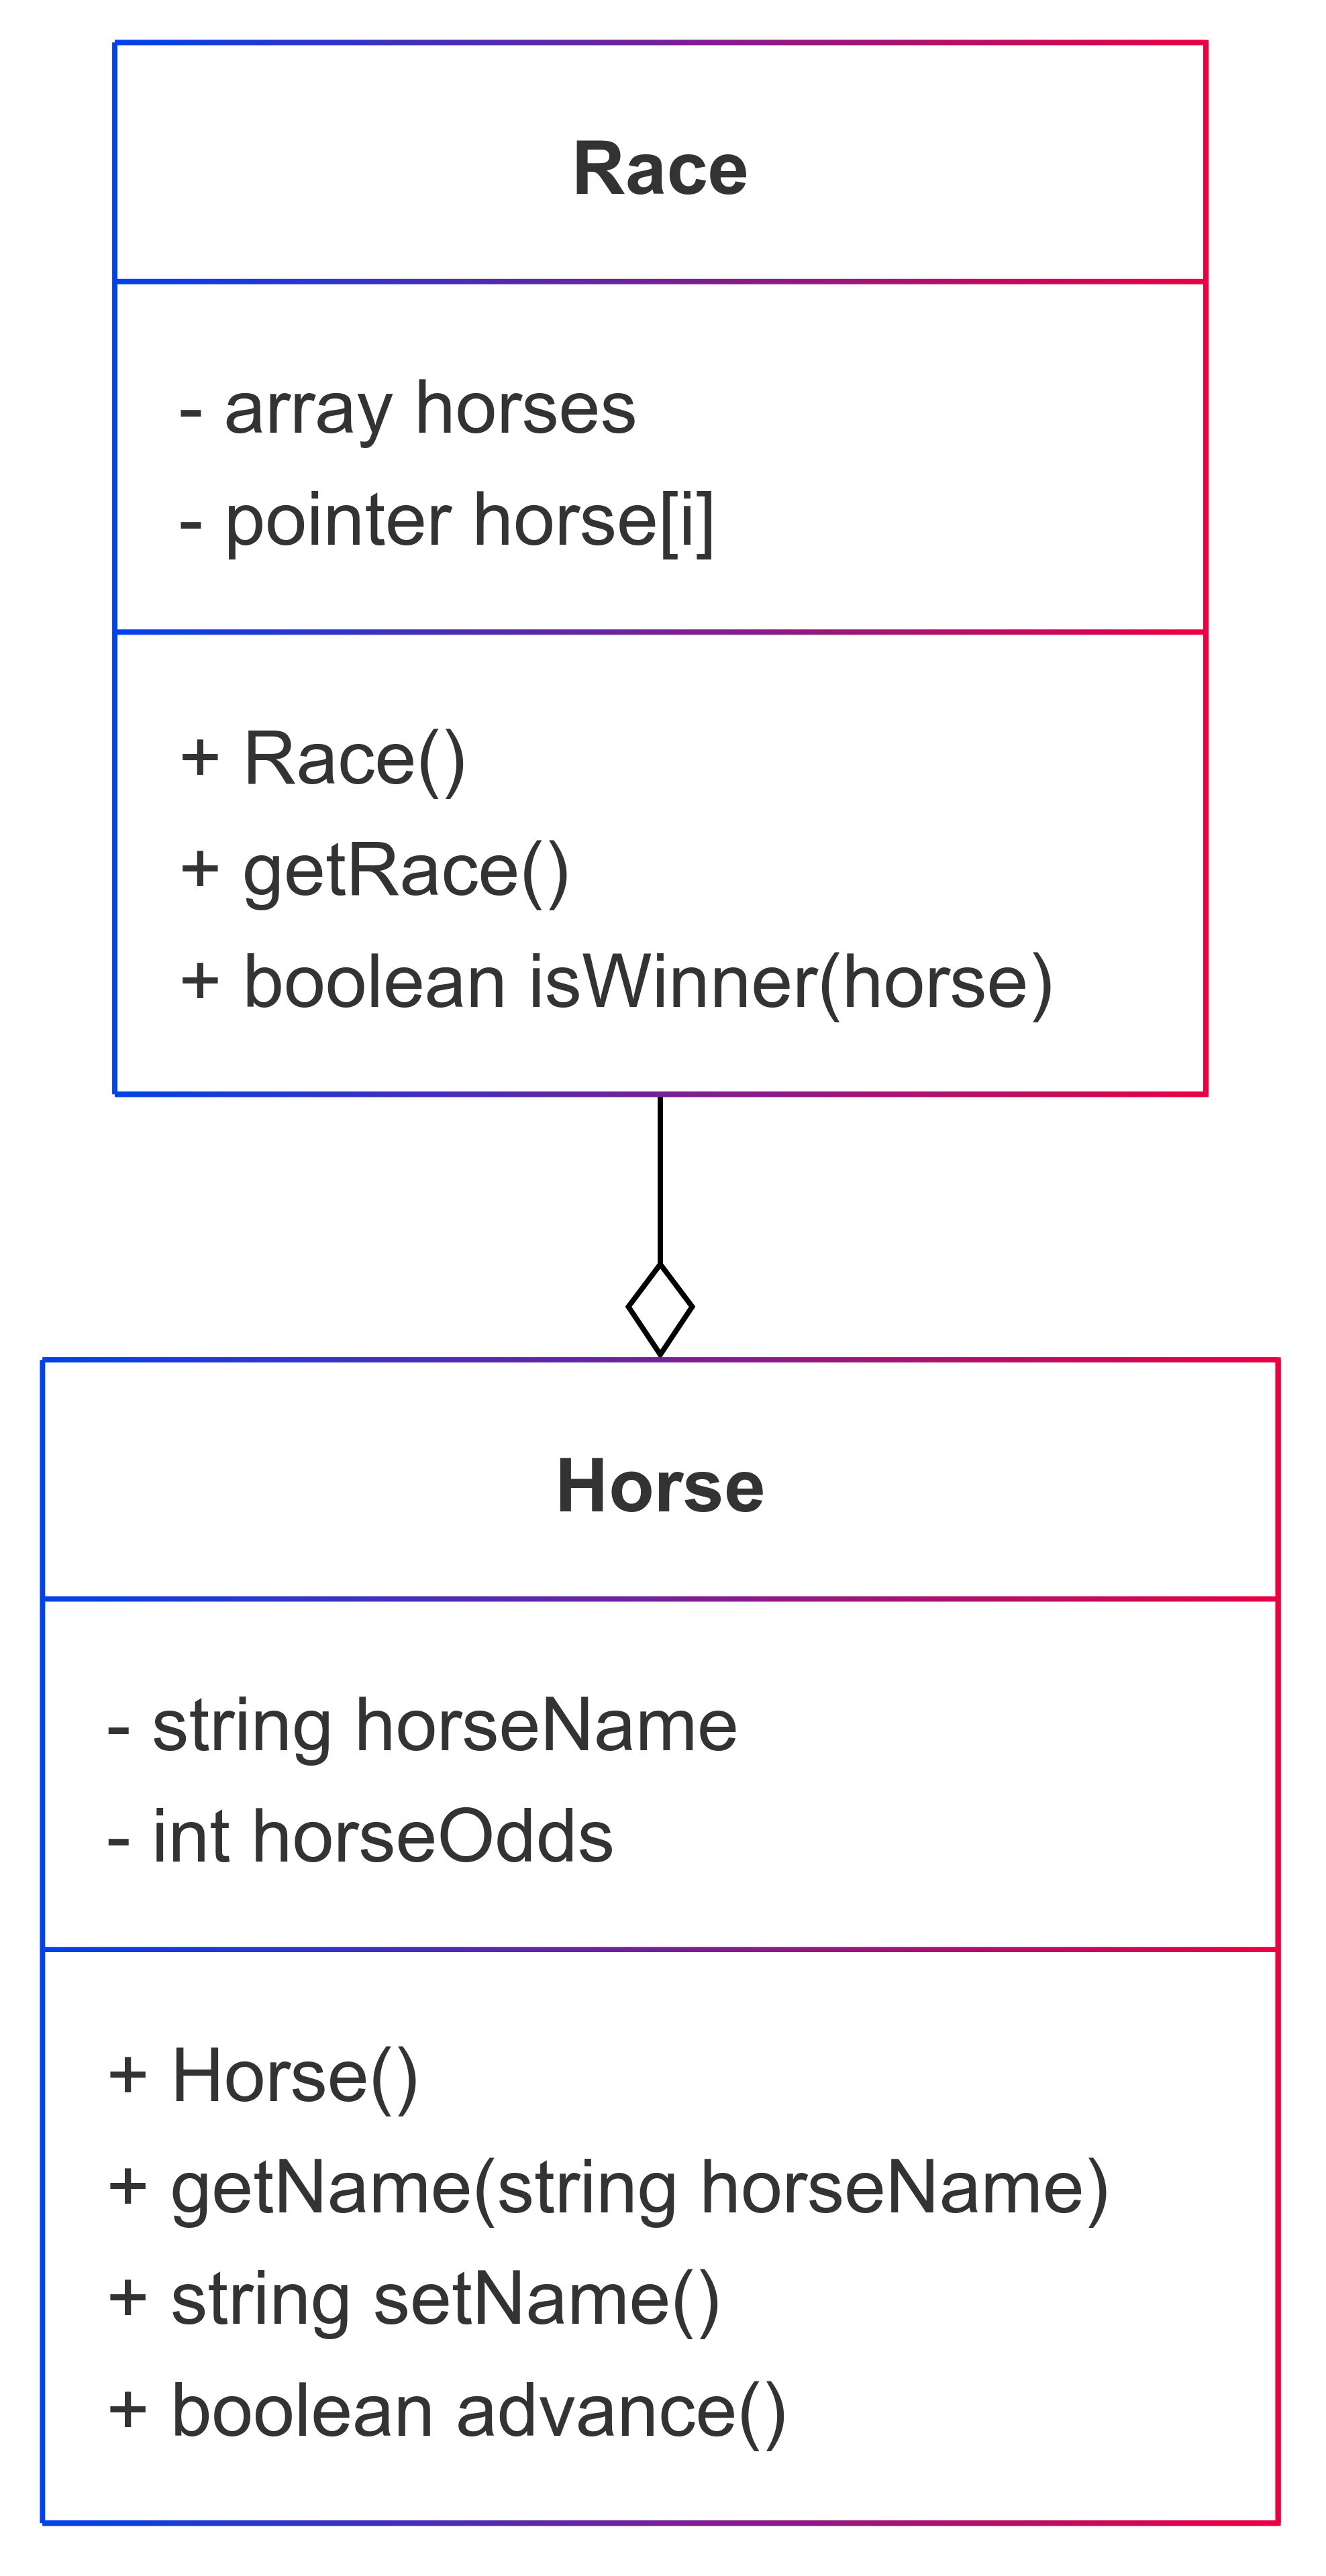 Race
- array horses
- pointer horse[i]
+ Race()
+ getRace()
+ boolean isWinner(horse)
Horse
- string horseName
- int horseOdds
+ Horse()
+ getName(string horseName)
+ string setName()
+ boolean advance()